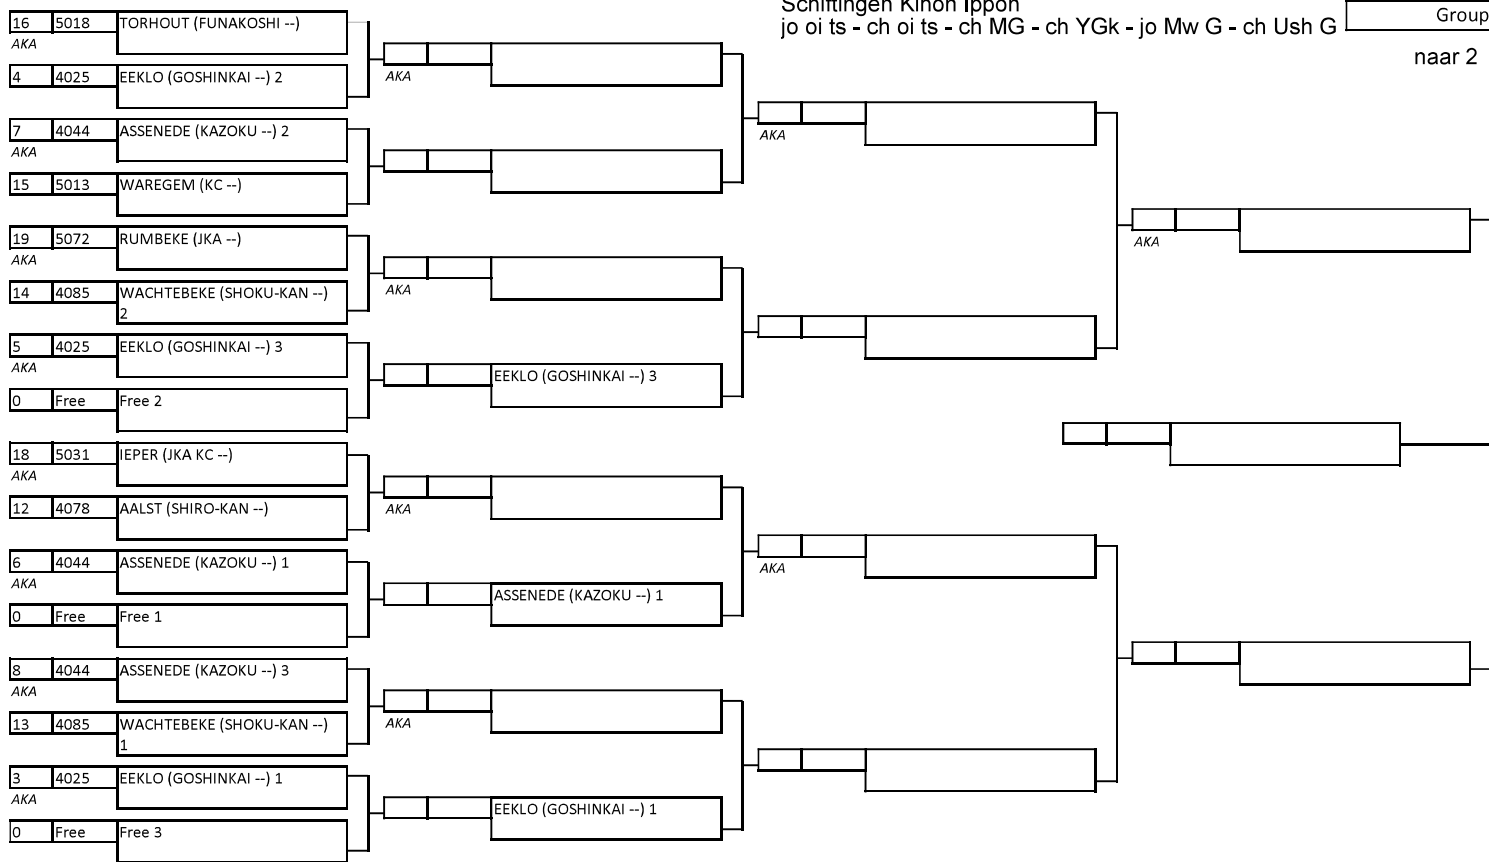 Schiftingen Kihon Ippon
jo oi ts - ch oi ts - ch MG - ch YGk - jo Mw G - ch Ush G
Group
naar 2
16 5018 TORHOUT (FUNAKOSHI --)
AKA
4 4025 EEKLO (GOSHINKAI --) 2
AKA
7 4044 ASSENEDE (KAZOKU --) 2
AKA
15 5013 WAREGEM (KC --)
AKA
19 5072 RUMBEKE (JKA --)
AKA
AKA
14 4085 WACHTEBEKE (SHOKU-KAN --)
2
AKA
5 4025 EEKLO (GOSHINKAI --) 3
AKA
EEKLO (GOSHINKAI --) 3
0 Free Free 2
18 5031 IEPER (JKA KC --)
AKA
12 4078 AALST (SHIRO-KAN --)
AKA
6 4044 ASSENEDE (KAZOKU --) 1
AKA
AKA
ASSENEDE (KAZOKU --) 1
0 Free Free 1
8 4044 ASSENEDE (KAZOKU --) 3
AKA
13 4085 WACHTEBEKE (SHOKU-KAN --)
1
AKA
3 4025 EEKLO (GOSHINKAI --) 1
AKA
EEKLO (GOSHINKAI --) 1
0 Free Free 3